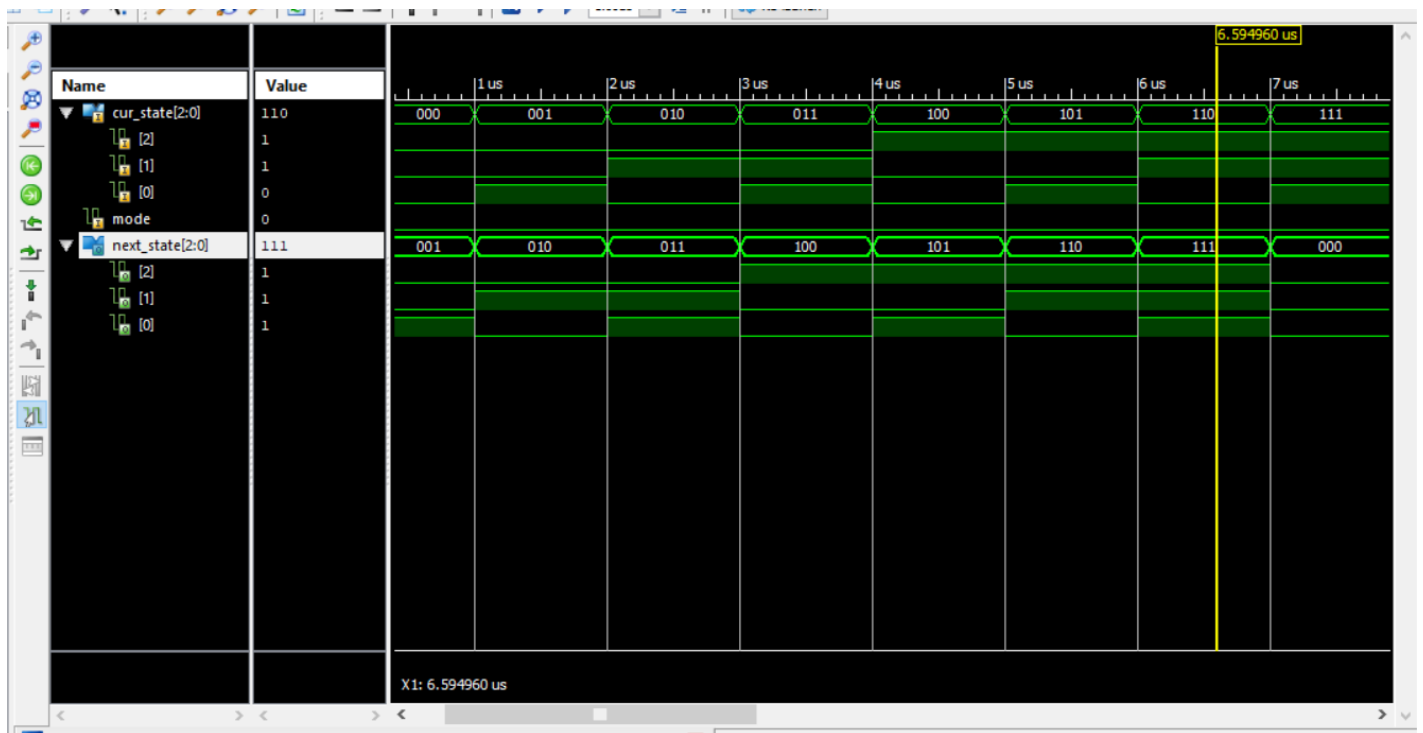 6.594960 us
Name Value 1 us 2 us 3 us 4 us 5 us 6 us 7 us
cur_state[2:0] 110 000 001 010 011 100 101 110 111
[2] 1
[1] 1
[0] 0
mode 0
next_state[2:0] 111 001 010 011 100 101 110 111 000
[2] 1
[1] 1
[0] 1
X1: 6.594960 us